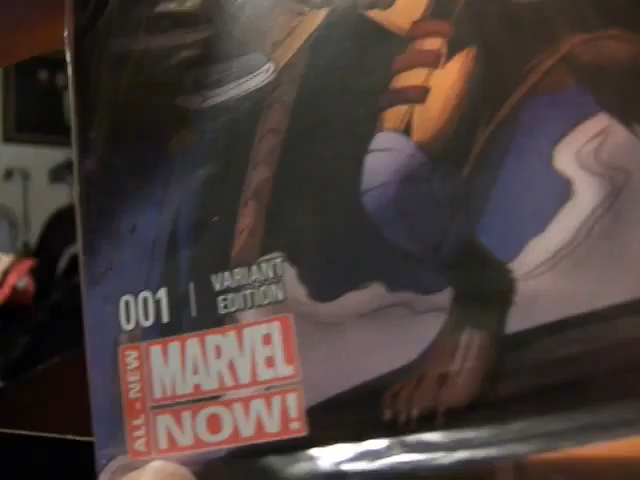 001 | VARIANT
EDITION
ALL-NEW
MARVEL
NOW!